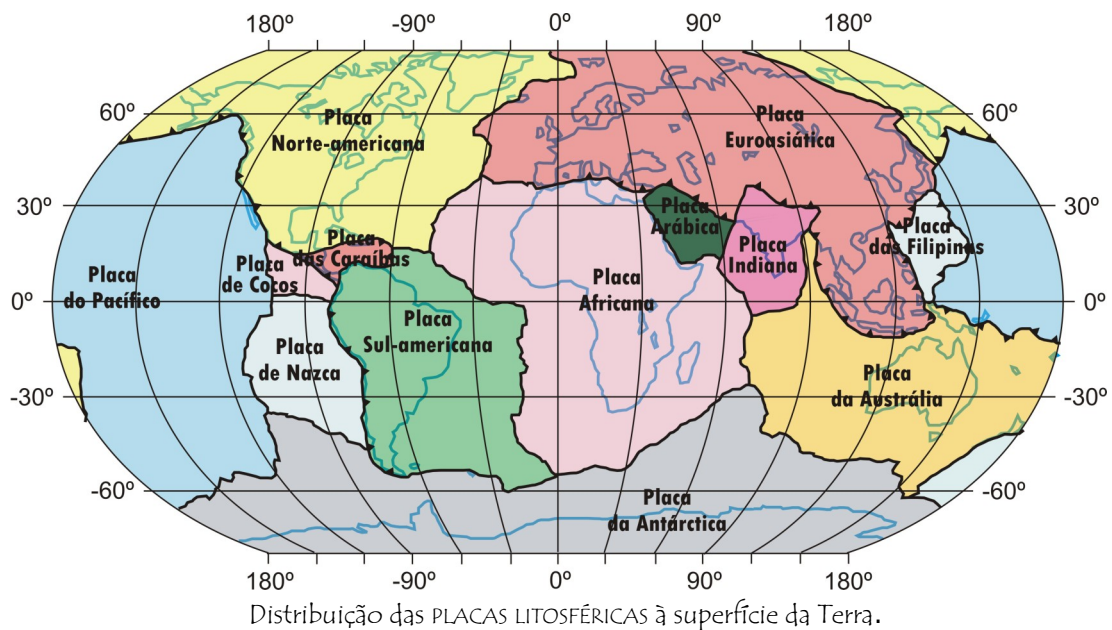 180º -90º 0º 90º 180º
60º 60º
Placa
Norte-americana
Placa
Euroasiática
30º 30º
Placa
Arábica
Placa
das Filipinas
Placa
das Caraíbas
Placa
de Cocos
Placa
Indiana
Placa
do Pacífico
Placa
Africana
0º 0º
Placa
Sul-americana
Placa
de Nazca
Placa
da Austrália
-30º -30º
-60º -60º
Placa
da Antárctica
180º -90º 0º 90º 180º
Distribuição das PLACAS LITOSFÉRICAS à superfície da Terra.